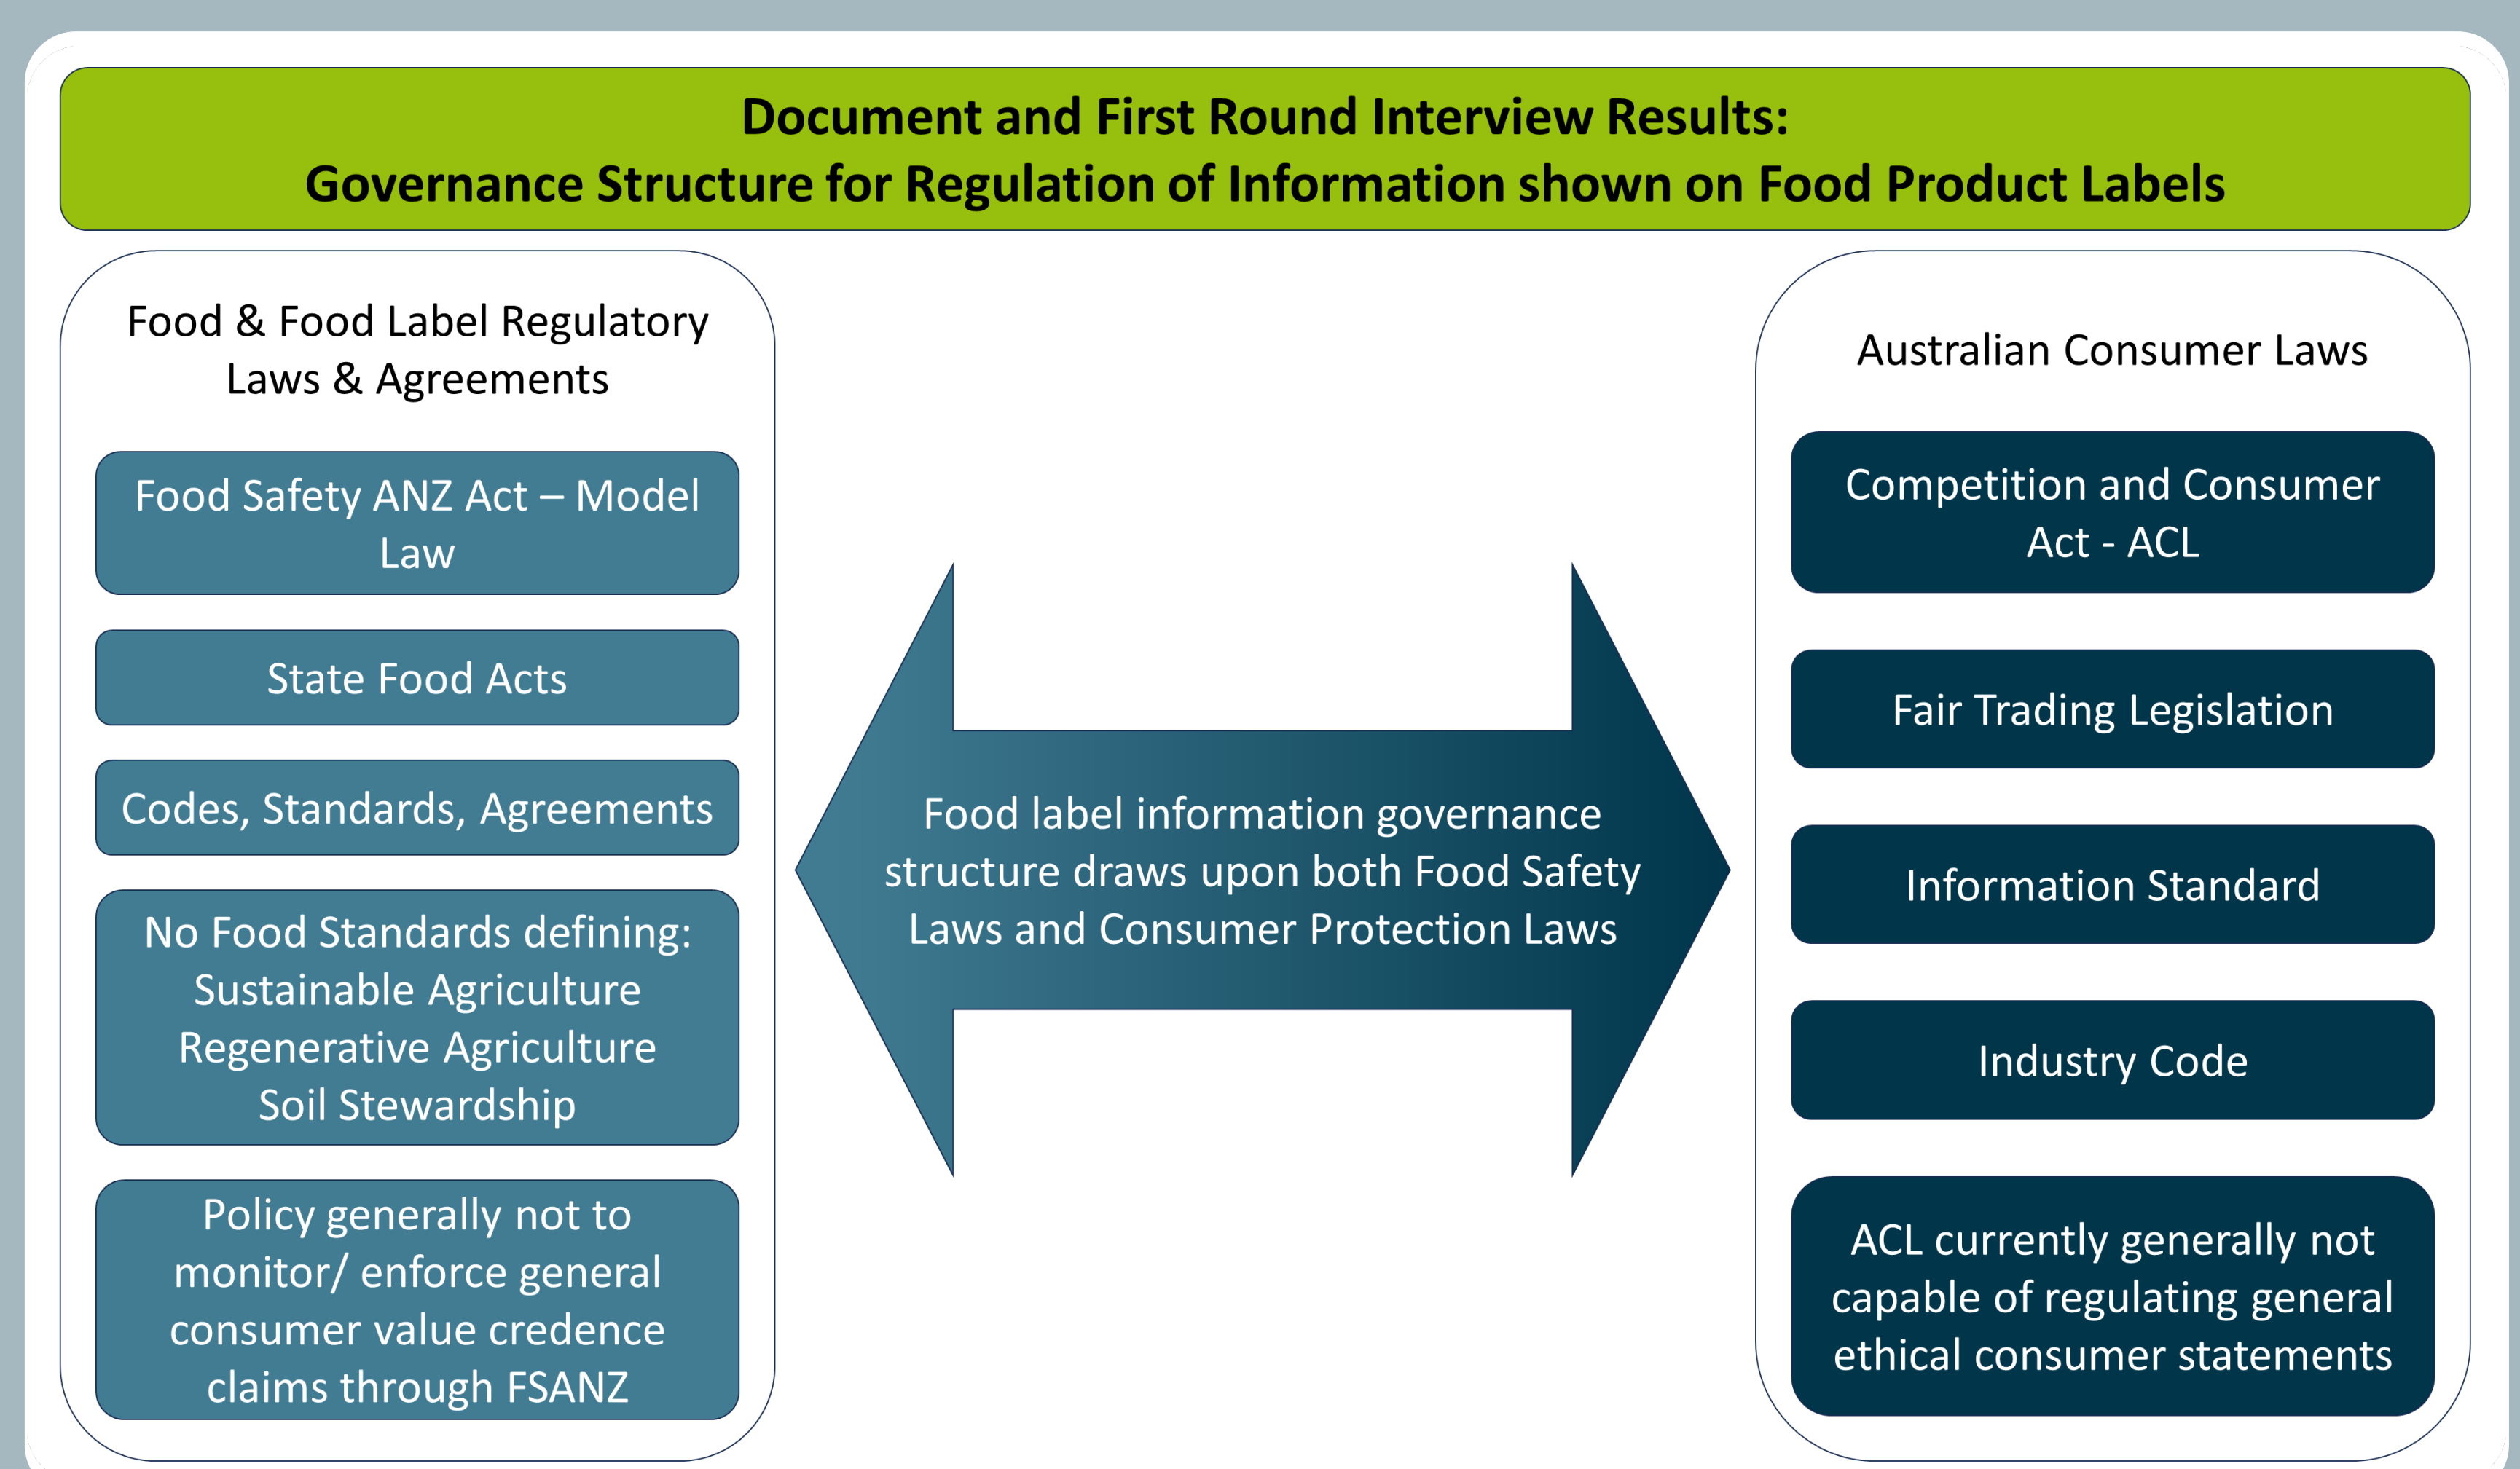 Document and First Round Interview Results:
Governance Structure for Regulation of Information shown on Food Product Labels
Food & Food Label Regulatory
Laws & Agreements
Food Safety ANZ Act – Model
Law
State Food Acts
Codes, Standards, Agreements
No Food Standards defining:
Sustainable Agriculture
Regenerative Agriculture
Soil Stewardship
Policy generally not to
monitor/ enforce general
consumer value credence
claims through FSANZ
Food label information governance
structure draws upon both Food Safety
Laws and Consumer Protection Laws
Australian Consumer Laws
Competition and Consumer
Act - ACL
Fair Trading Legislation
Information Standard
Industry Code
ACL currently generally not
capable of regulating general
ethical consumer statements